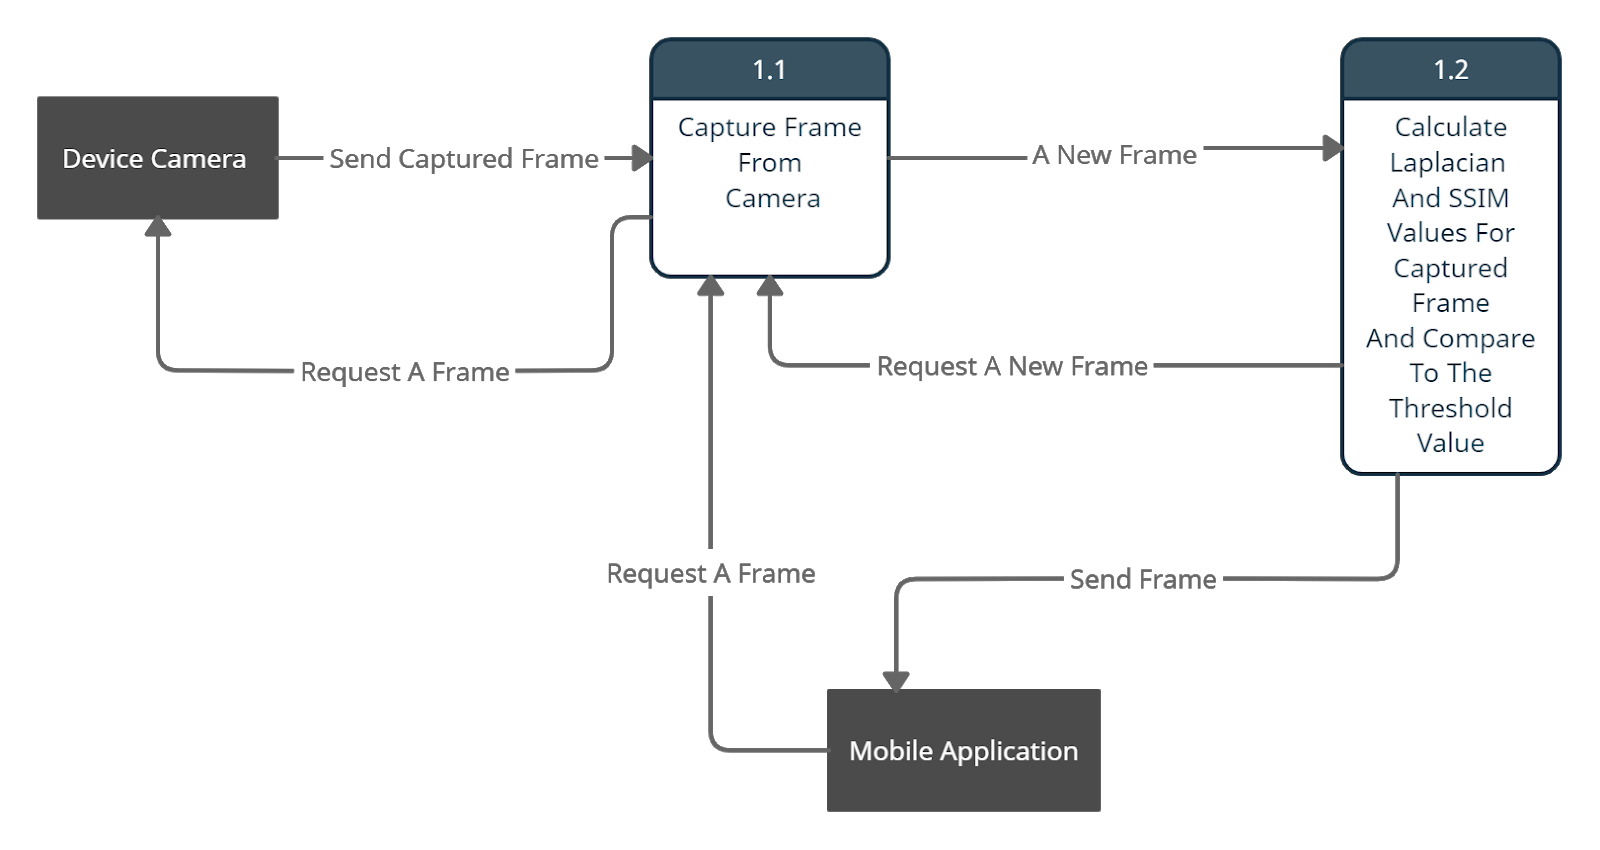 1.1
1.2
Capture Frame
From
Camera
Calculate
Laplacian
And SSIM
Values For
Captured
Frame
And Compare
To The
Threshold
Value
Device Camera
Send Captured Frame
A New Frame
Request A Frame
Request A New Frame
Request A Frame
Send Frame
Mobile Application